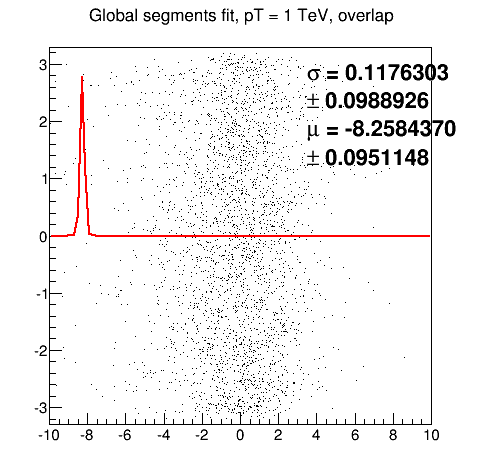 Global segments fit, pT = 1 TeV, overlap
σ = 0.1176303
± 0.0988926
μ = -8.2584370
± 0.0951148
3
2
1
0
-1
-2
-3
-10 -8 -6 -4 -2 0 2 4 6 8 10